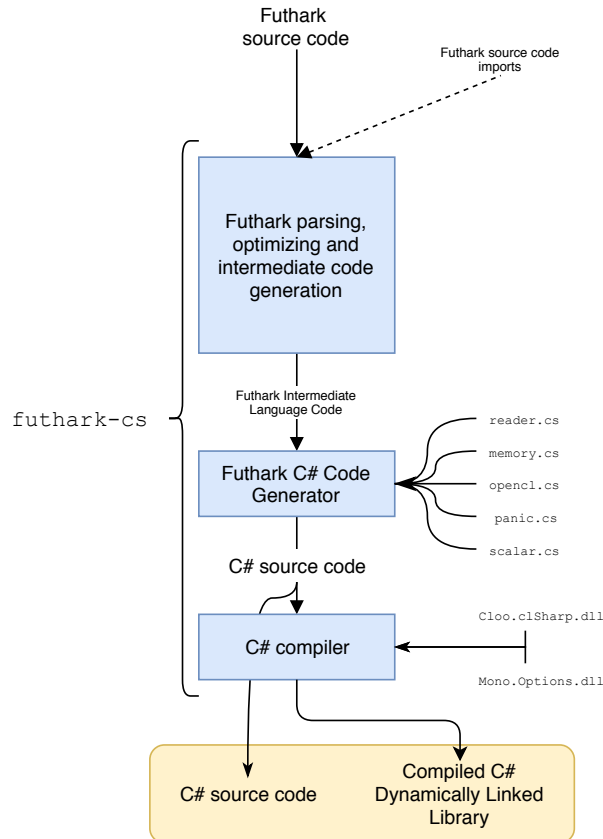 Futhark
source code
Futhark source code
imports
Futhark parsing,
optimizing and
intermediate code
generation
futhark-cs
Futhark Intermediate
Language Code
reader.cs
memory.cs
Futhark C# Code
Generator
opencl.cs
panic.cs
scalar.cs
C# source code
Cloo.clSharp.dll
C# compiler
Mono.Options.dll
C# source code
Compiled C#
Dynamically Linked
Library